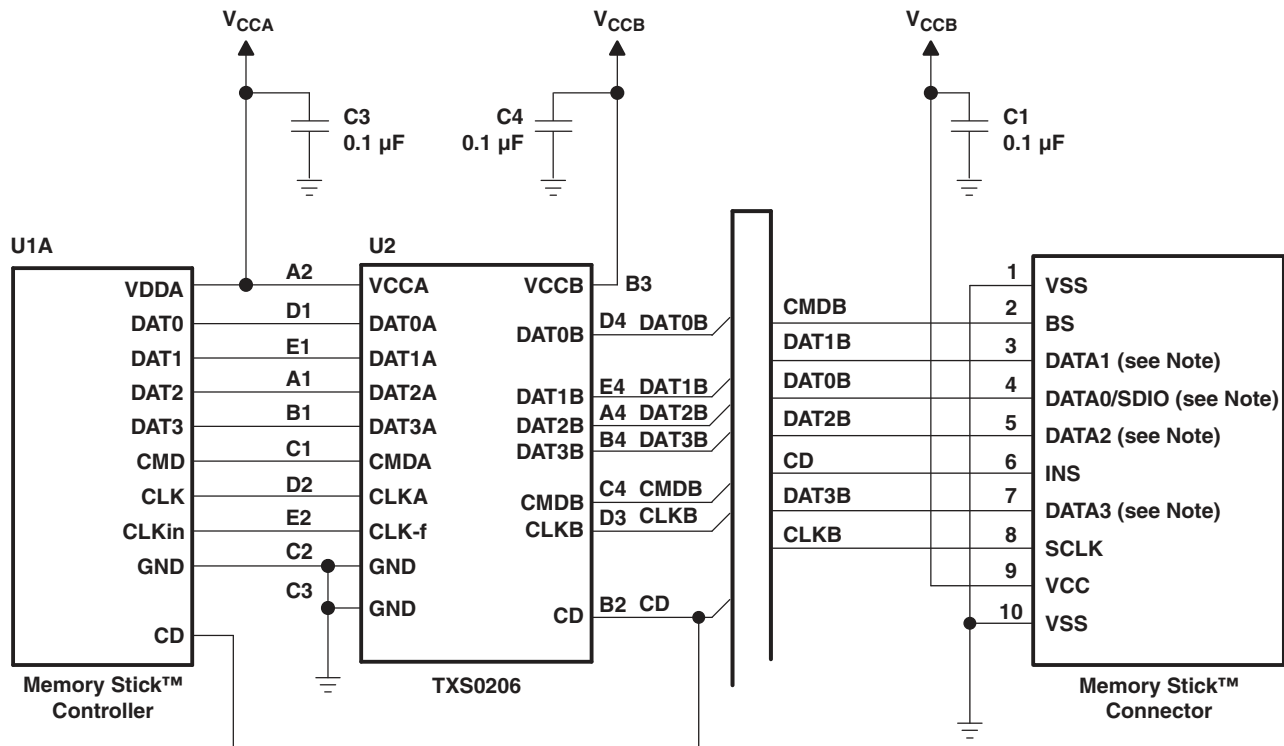 VCCA
VCCB
VCCB
C3
0.1 µF
C4
0.1 µF
C1
0.1 µF
U1A
U2
VDDA
DAT0
DAT1
DAT2
DAT3
CMD
CLK
CLKin
GND
CD
A2
D1
E1
A1
B1
C1
D2
E2
C2
C3
VCCA
DAT0A
DAT1A
DAT2A
DAT3A
CMDA
CLKA
CLK-f
GND
GND
VCCB
DAT0B
DAT1B
DAT2B
DAT3B
CMDB
CLKB
CD
B3
D4 DAT0B
E4 DAT1B
A4 DAT2B
B4 DAT3B
C4 CMDB
D3 CLKB
B2 CD
CMDB
DAT1B
DAT0B
DAT2B
CD
DAT3B
CLKB
1 VSS
2 BS
3 DATA1 (see Note)
4 DATA0/SDIO (see Note)
5 DATA2 (see Note)
6 INS
7 DATA3 (see Note)
8 SCLK
9 VCC
10 VSS
Memory Stick™
Controller
TXS0206
Memory Stick™
Connector